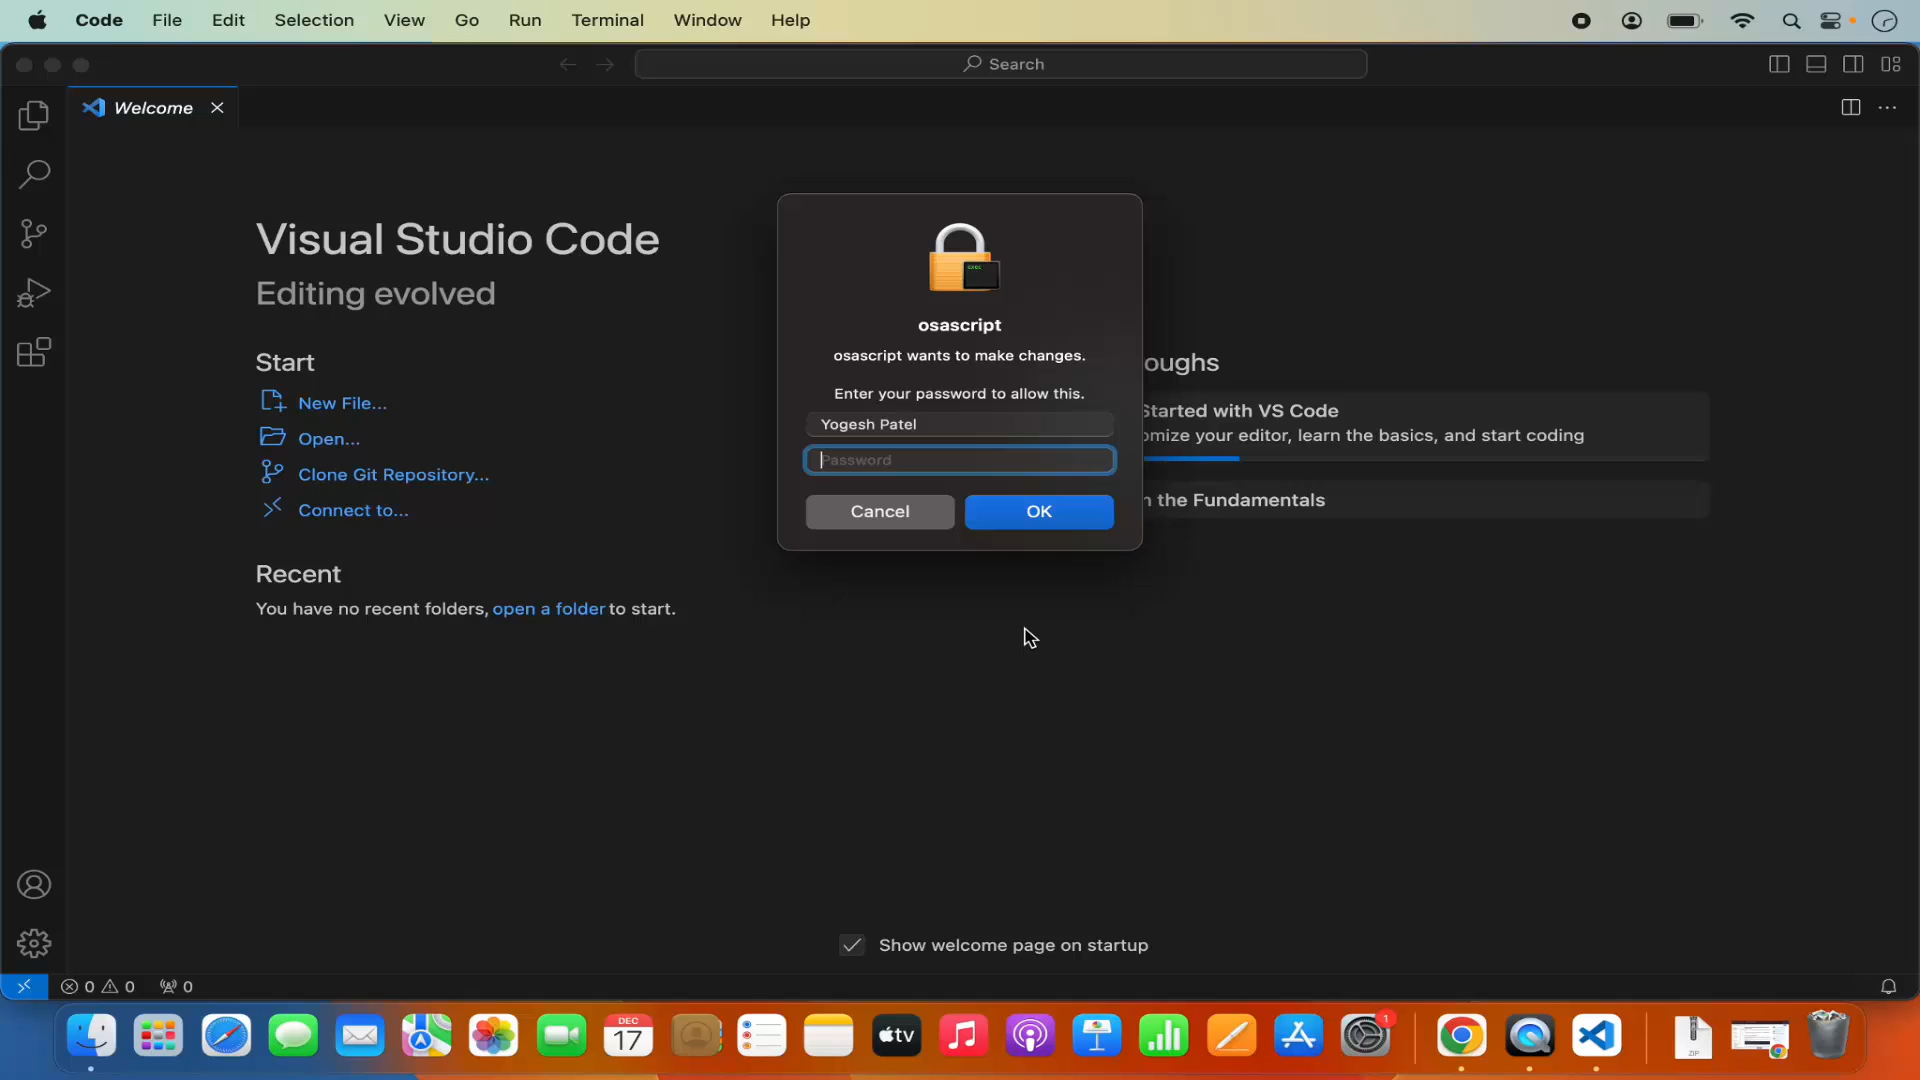 Code File Edit Selection View Go Run Terminal Window Help
Search
Welcome
Visual Studio Code
Editing evolved
Start
New File...
Open...
Clone Git Repository...
Connect to...
Recent
You have no recent folders, open a folder to start.
osascript
osascript wants to make changes.
Enter your password to allow this.
Yogesh Patel
Password
Cancel OK
oughs
Started with VS Code
omize your editor, learn the basics, and start coding
n the Fundamentals
Show welcome page on startup
0 0 0
DEC
17
tv
1
ZIP